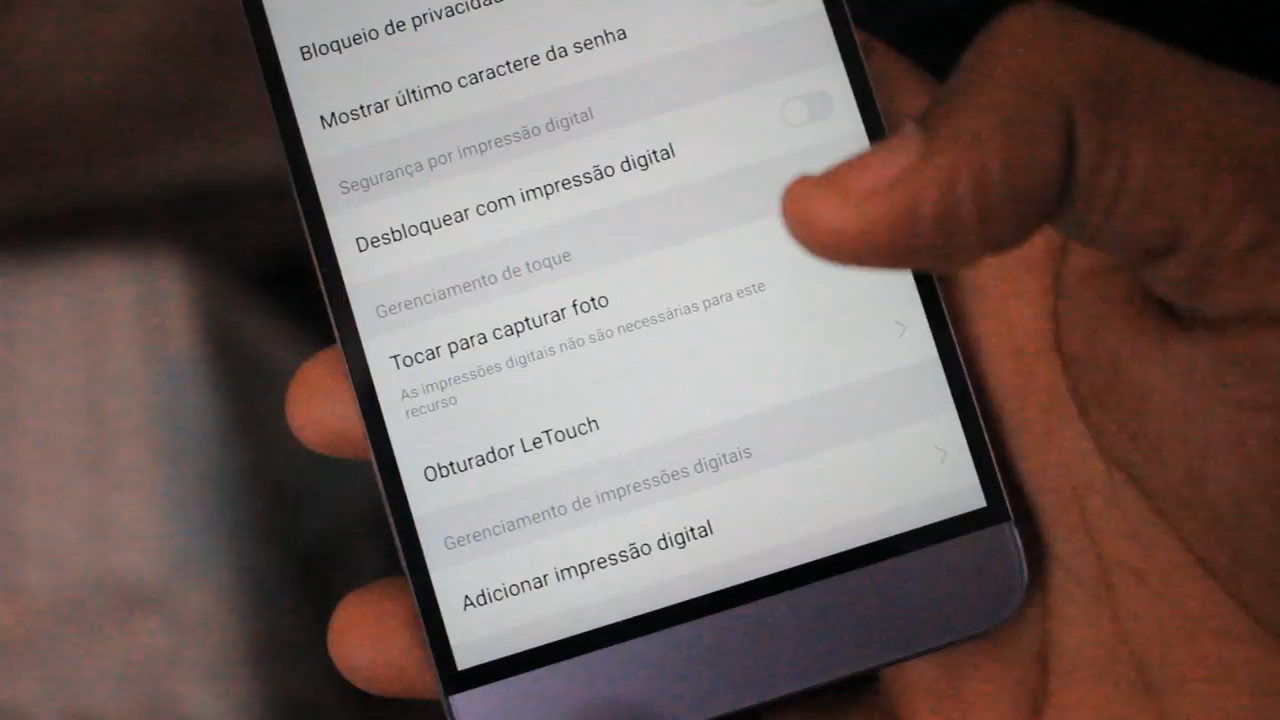 Bloqueio de
Mostrar último caractere da senha
Segurança por impressão digital
Desbloquear com impressão digital
Gerenciamento de toque
Tocar para capturar foto
As impressões digitais não são necessárias para este
recurso
Obturador LeTouch
Gerenciamento de impressões digitais
Adicionar impressão digital